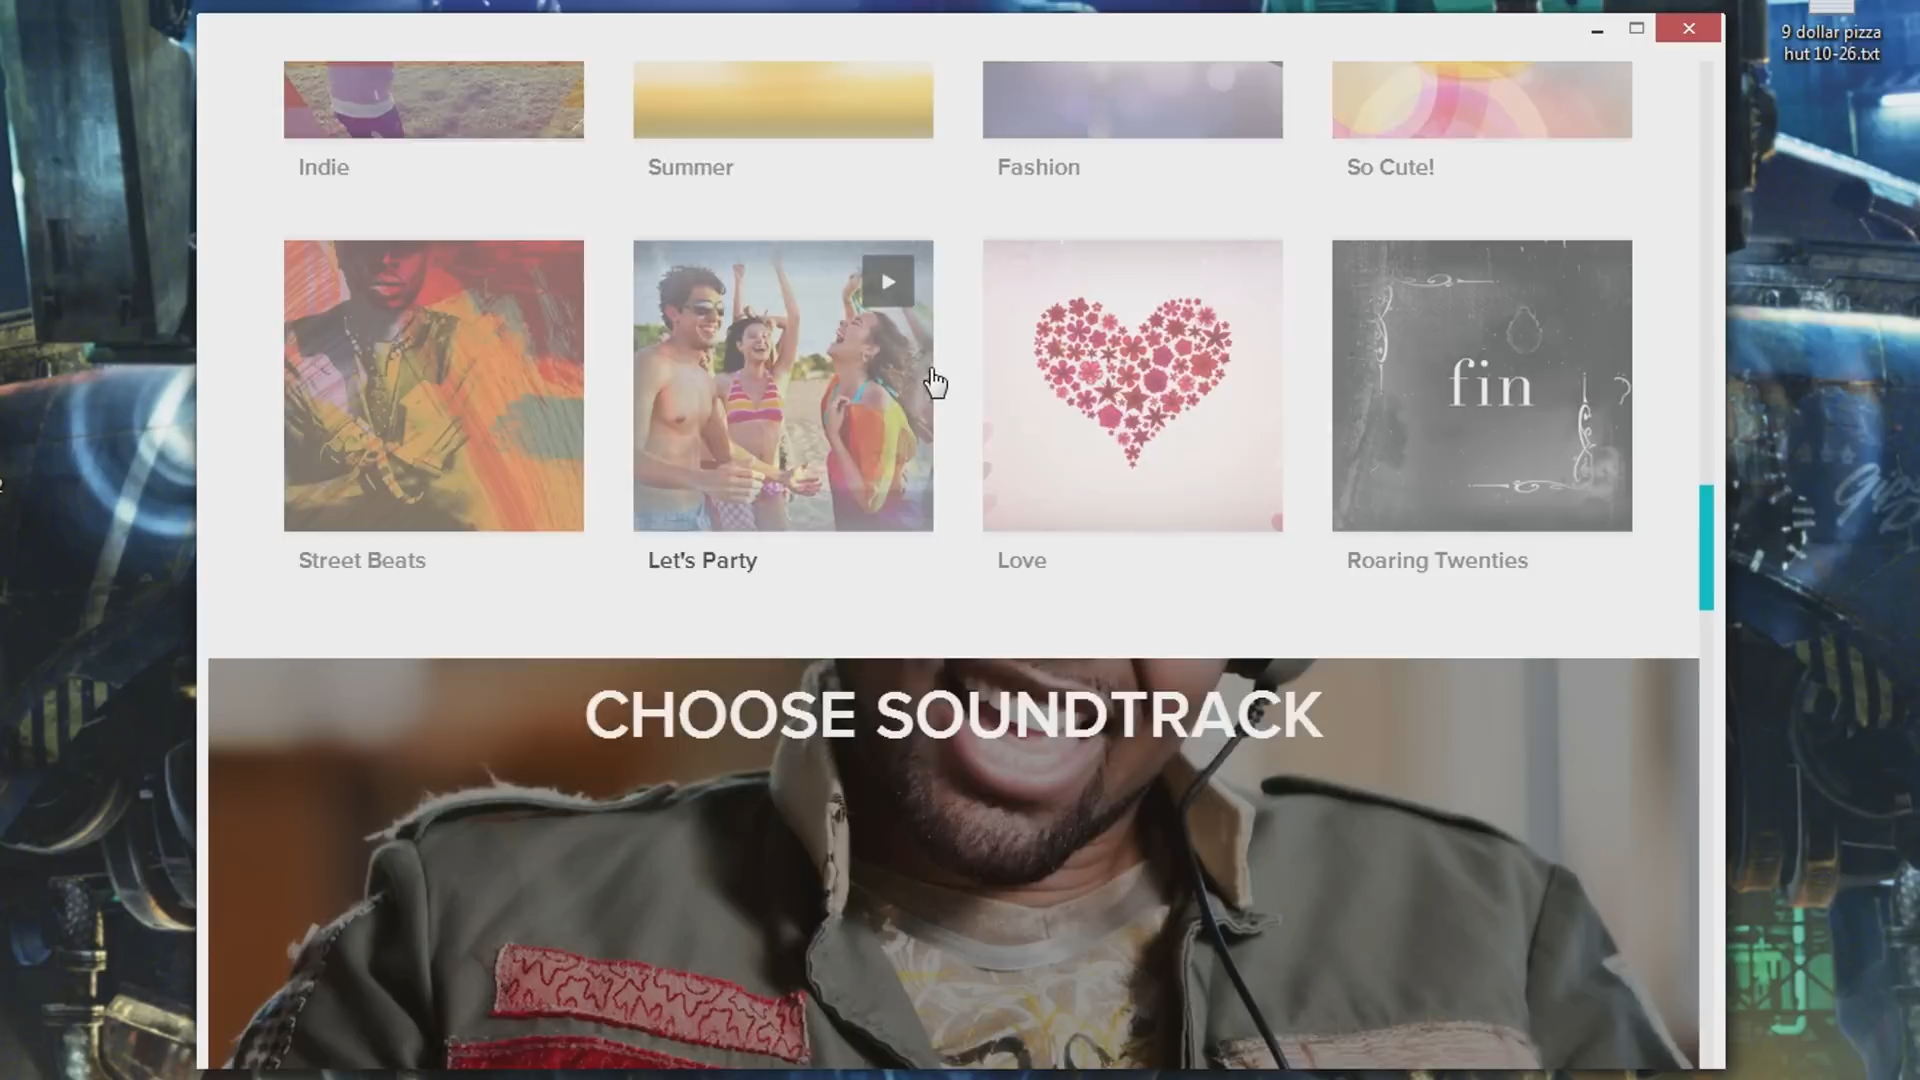 9 dollar pizza
hut 10-26.txt
Indie
Summer
Fashion
So Cute!
fin
Street Beats
Let's Party
Love
Roaring Twenties
CHOOSE SOUNDTRACK